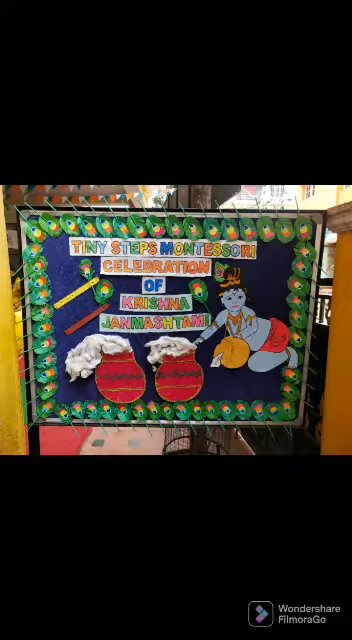 TINY STEPS MONTESSORI
CELEBRATION
OF
KRISHNA
JANMASHTAMI
Wondershare
FilmoraGo